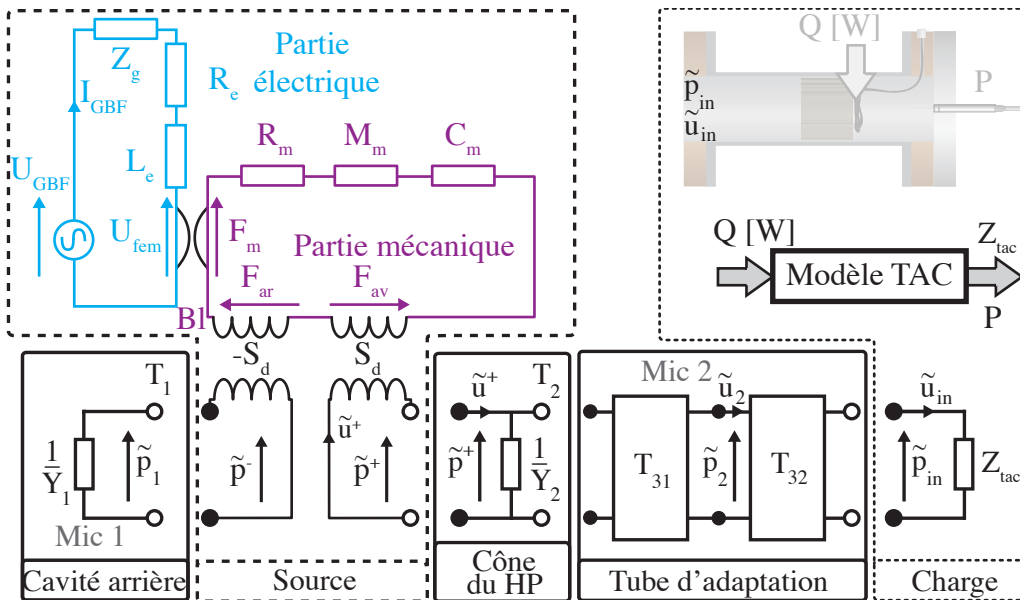 Partie
électrique
Z_g
I_GBF
R_e
L_e
U_GBF
U_fem
R_m
M_m
C_m
F_m
Partie mécanique
F_ar
F_av
Bl
-S_d
S_d
Q [W]
P
p̃_in
ũ_in
Q [W]
Z_tac
Modèle TAC
P
T_1
1/Y_1
p̃_1
Mic 1
Cavité arrière
p̃^-
ũ^+
p̃^+
Source
ũ^+
T_2
p̃^+
1/Y_2
Cône
du HP
Mic 2
ũ_2
T_31
p̃_2
T_32
Tube d'adaptation
ũ_in
p̃_in
Z_tac
Charge